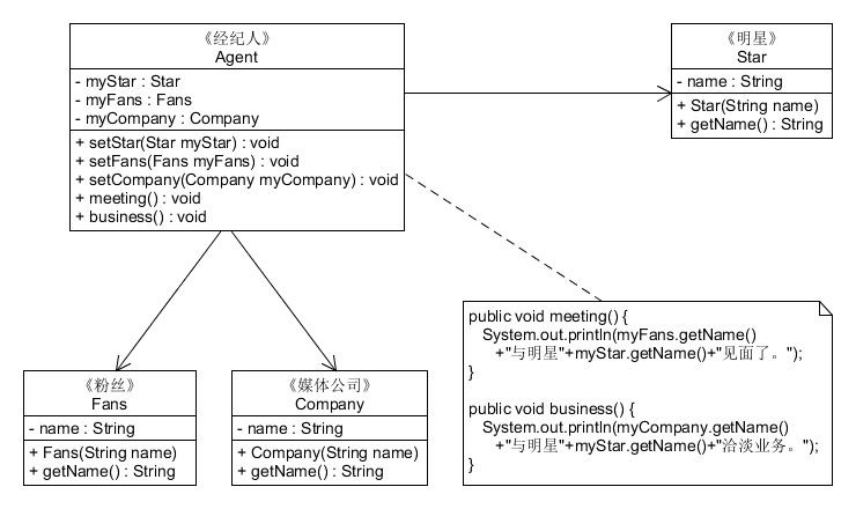 《经纪人》
Agent
- myStar : Star
- myFans : Fans
- myCompany : Company
+ setStar(Star myStar) : void
+ setFans(Fans myFans) : void
+ setCompany(Company myCompany) : void
+ meeting() : void
+ business() : void
《明星》
Star
- name : String
+ Star(String name)
+ getName() : String
《粉丝》
Fans
- name : String
+ Fans(String name)
+ getName() : String
《媒体公司》
Company
- name : String
+ Company(String name)
+ getName() : String
public void meeting() {
System.out.println(myFans.getName()
+"与明星"+myStar.getName()+"见面了。");
}
public void business() {
System.out.println(myCompany.getName()
+"与明星"+myStar.getName()+"洽淡业务。");
}